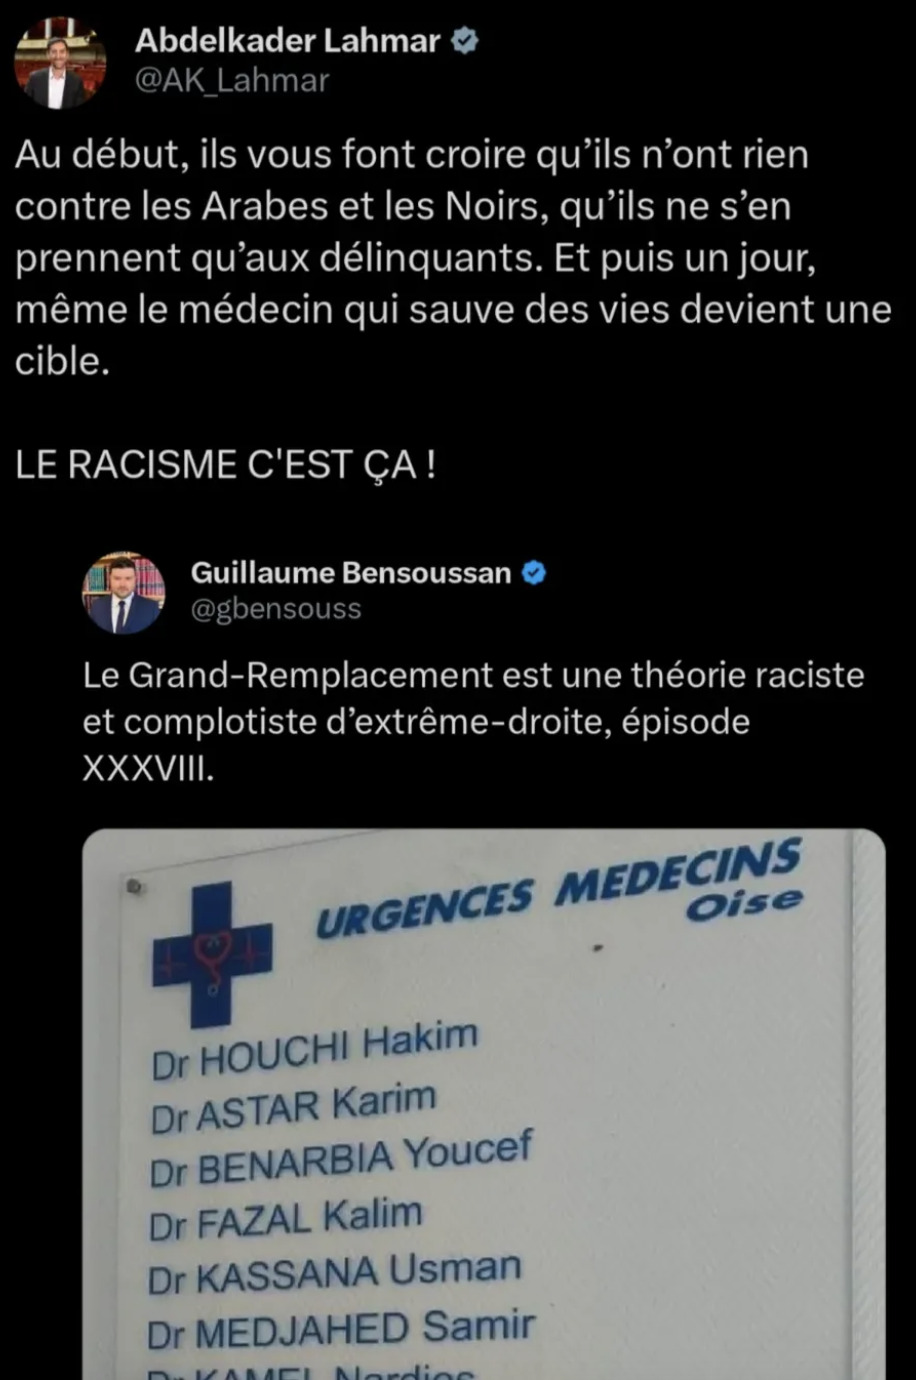 Abdelkader Lahmar
@AK_Lahmar
Au début, ils vous font croire qu’ils n’ont rien
contre les Arabes et les Noirs, qu’ils ne s’en
prennent qu’aux délinquants. Et puis un jour,
même le médecin qui sauve des vies devient une
cible.
LE RACISME C'EST ÇA !
Guillaume Bensoussan
@gbensouss
Le Grand-Remplacement est une théorie raciste
et complotiste d’extrême-droite, épisode
XXXVIII.
URGENCES MEDECINS
Oise
Dr HOUCHI Hakim
Dr ASTAR Karim
Dr BENARBIA Youcef
Dr FAZAL Kalim
Dr KASSANA Usman
Dr MEDJAHED Samir
Dr KAMEL